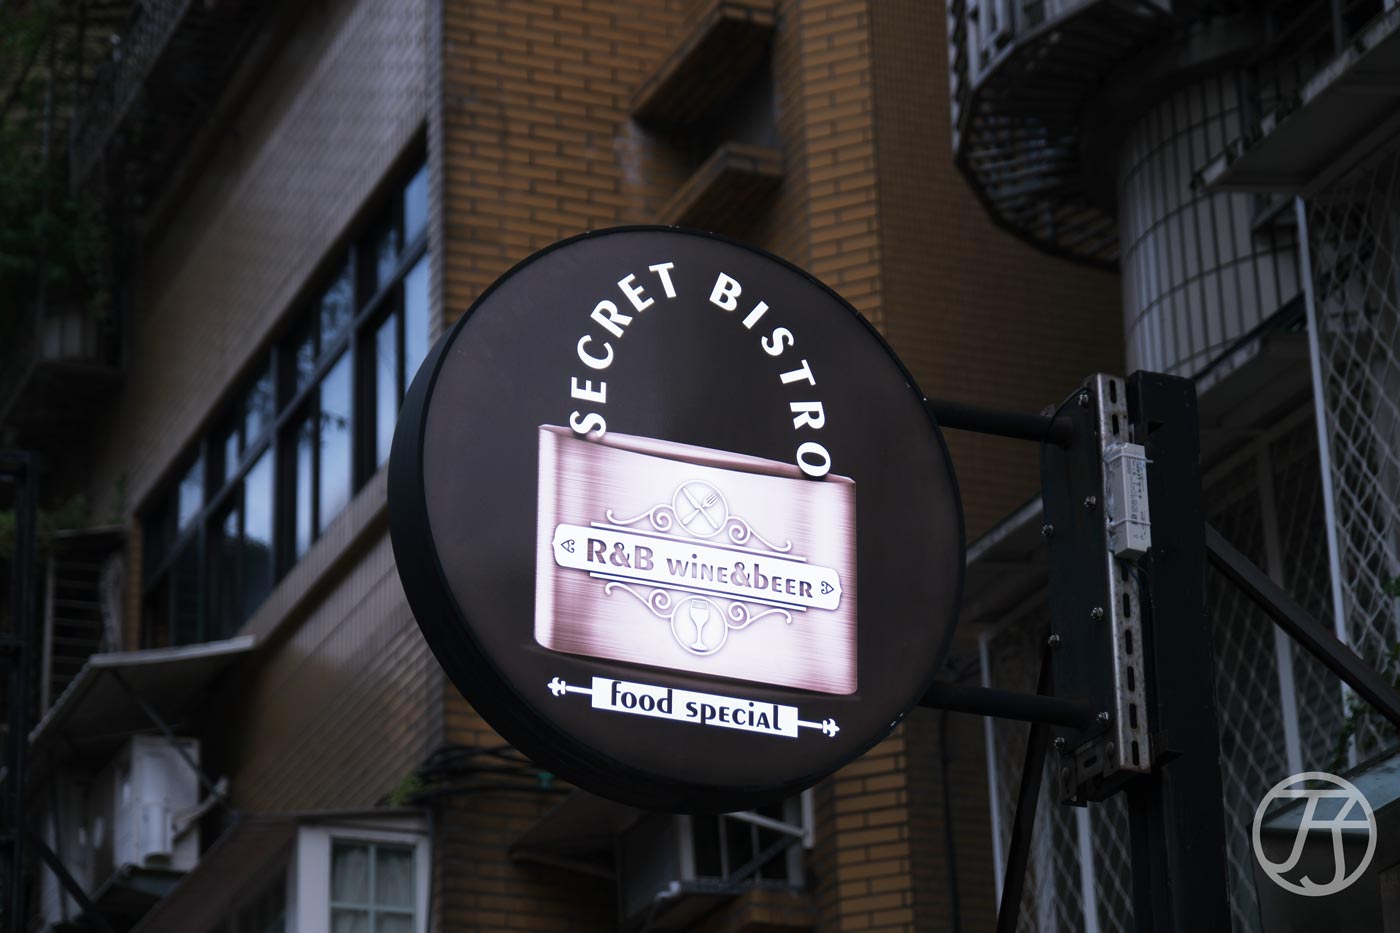 SECRET BISTRO
R&B WINE&bEER
food SPECIAL